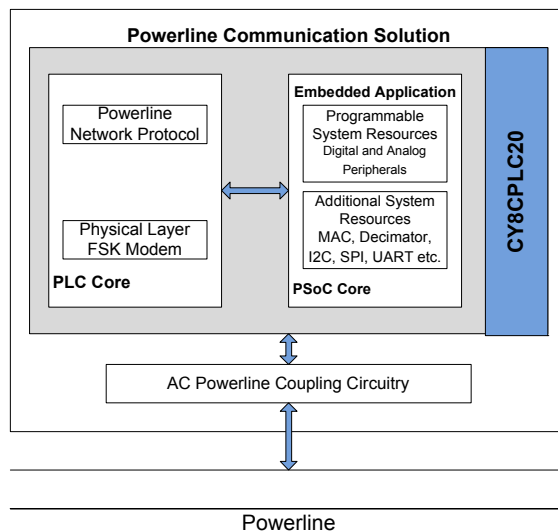 Powerline Communication Solution
Powerline
Network Protocol
Physical Layer
FSK Modem
PLC Core
Embedded Application
Programmable
System Resources
Digital and Analog
Peripherals
Additional System
Resources
MAC, Decimator,
I2C, SPI, UART etc.
PSoC Core
CY8CPLC20
AC Powerline Coupling Circuitry
Powerline